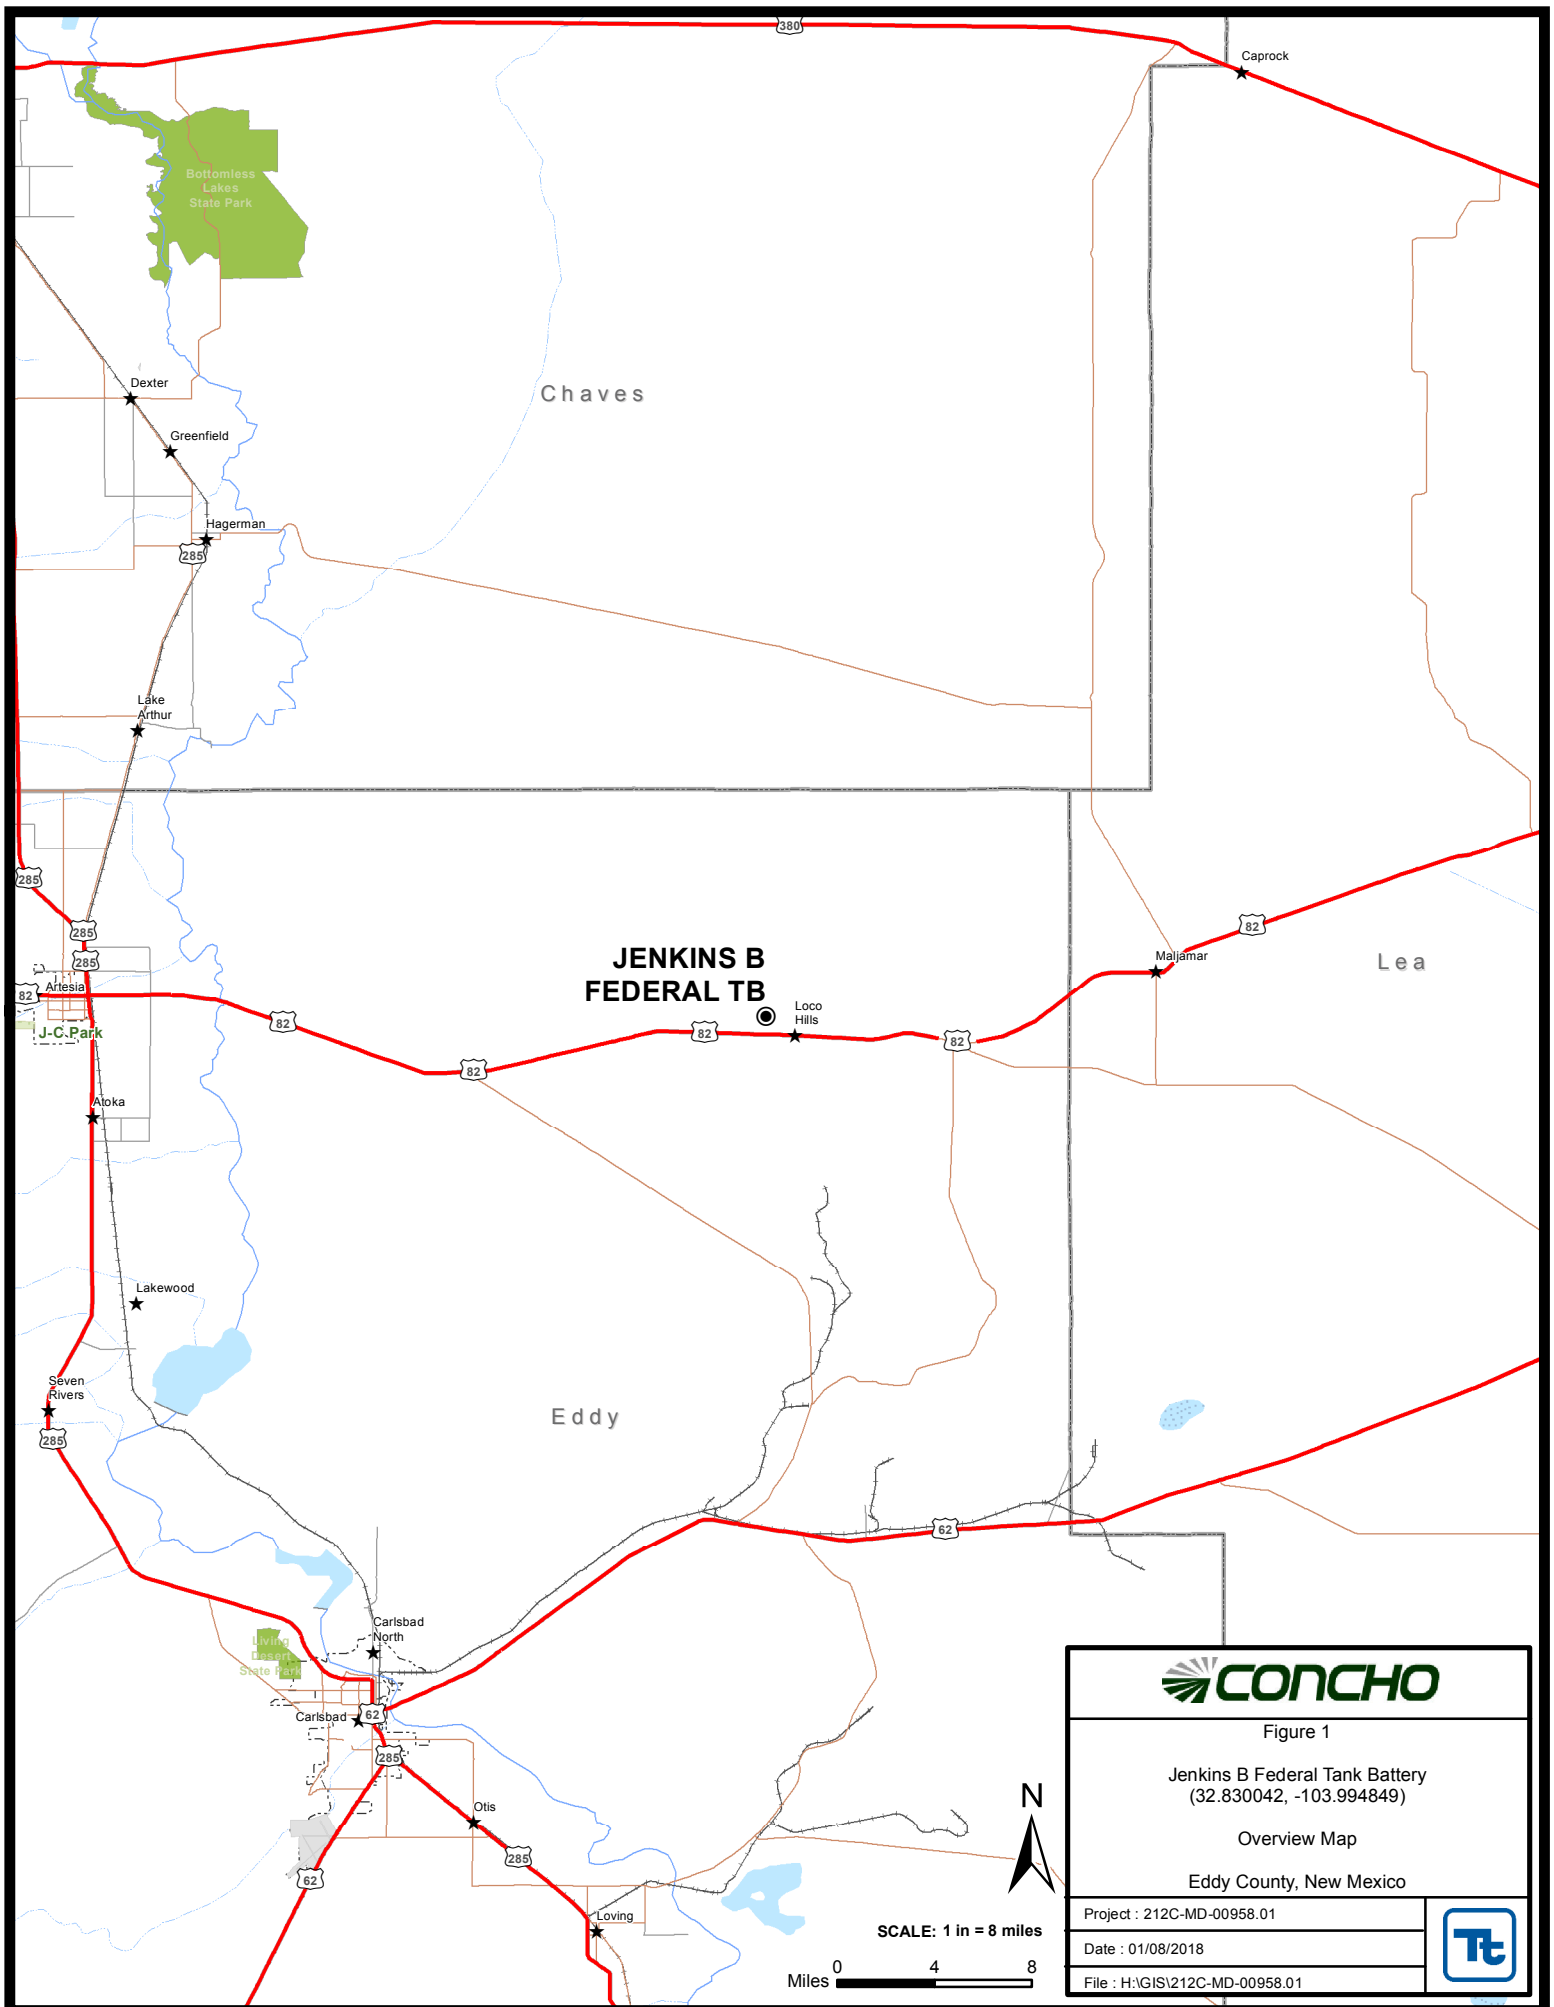 380
Caprock
Bottomless
Lakes
State Park
Dexter
Chaves
Greenfield
Hagerman
285
Lake
Arthur
285
285
285
82
Artesia
J-C Park
82
82
JENKINS B
FEDERAL TB
Loco
Hills
82
82
Maljamar
82
Lea
Atoka
Lakewood
Seven
Rivers
285
Eddy
62
Carlsbad
North
Living
Desert
State Park
Carlsbad
62
285
Otis
285
62
Loving
N
SCALE: 1 in = 8 miles
Miles
0
4
8
CONCHO
Figure 1
Jenkins B Federal Tank Battery
(32.830042, -103.994849)
Overview Map
Eddy County, New Mexico
Project : 212C-MD-00958.01
Date : 01/08/2018
File : H:\GIS\212C-MD-00958.01
Tt